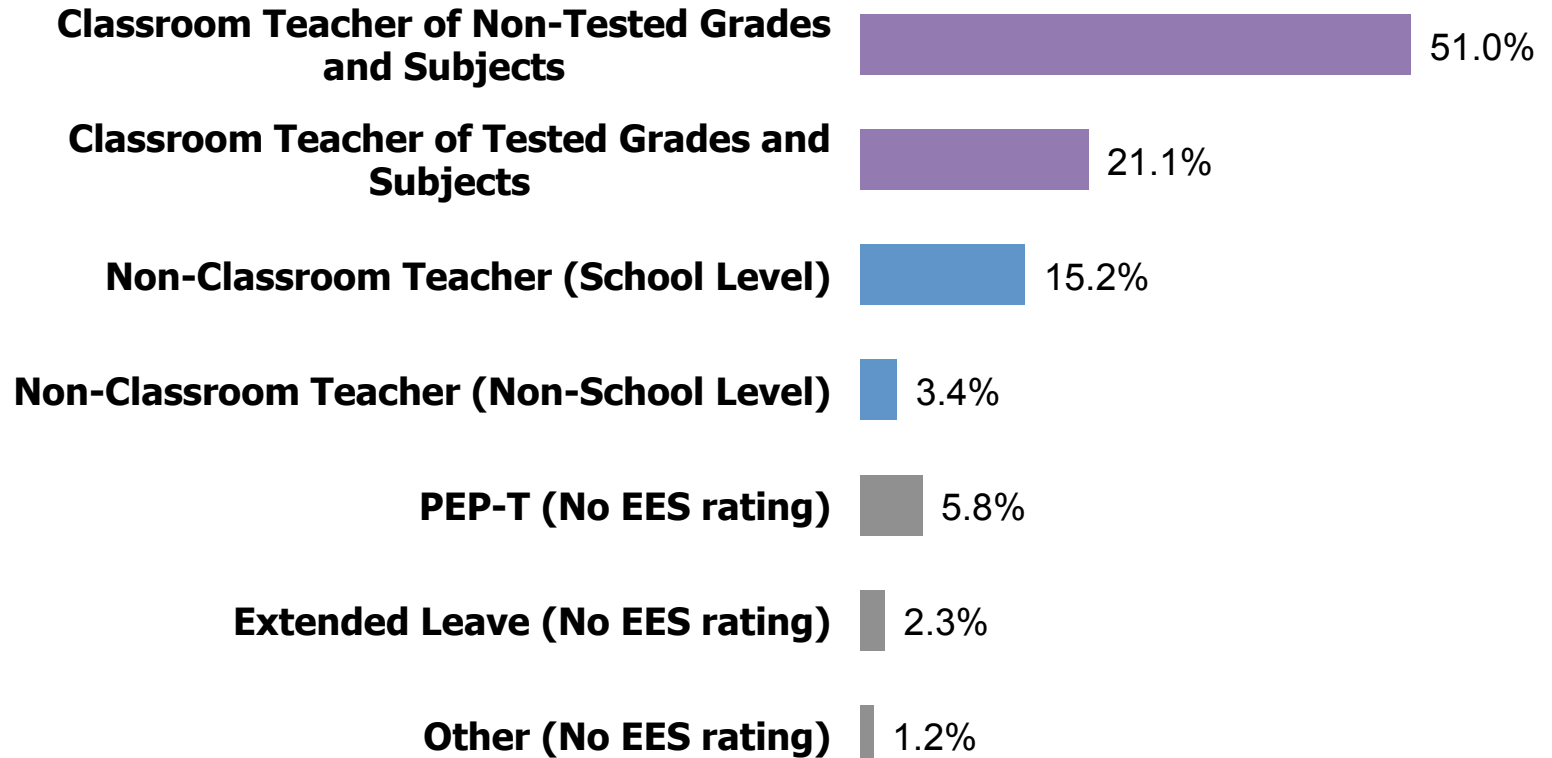 Classroom Teacher of Non-Tested Grades
and Subjects
51.0%
Classroom Teacher of Tested Grades and
Subjects
21.1%
Non-Classroom Teacher (School Level)
15.2%
Non-Classroom Teacher (Non-School Level)
3.4%
PEP-T (No EES rating)
5.8%
Extended Leave (No EES rating)
2.3%
Other (No EES rating)
1.2%